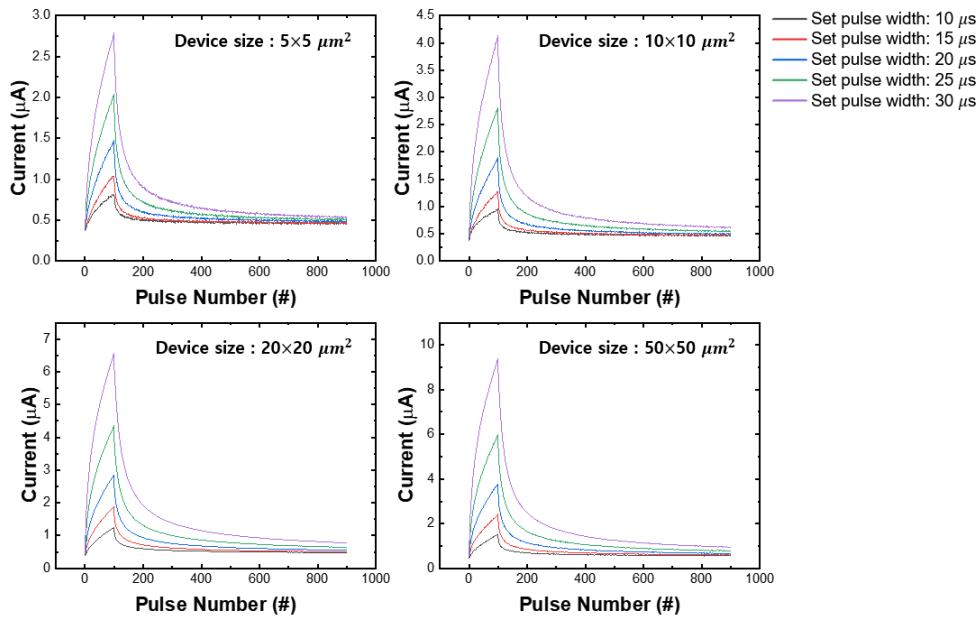 Device size : 5×5 μm²
3.0
2.5
2.0
1.5
1.0
0.5
0.0
Current (μA)
0 200 400 600 800 1000
Pulse Number (#)
Device size : 10×10 μm²
4.5
4.0
3.5
3.0
2.5
2.0
1.5
1.0
0.5
0.0
Current (μA)
0 200 400 600 800 1000
Pulse Number (#)
Set pulse width: 10 μs
Set pulse width: 15 μs
Set pulse width: 20 μs
Set pulse width: 25 μs
Set pulse width: 30 μs
Device size : 20×20 μm²
7
6
5
4
3
2
1
0
Current (μA)
0 200 400 600 800 1000
Pulse Number (#)
Device size : 50×50 μm²
10
8
6
4
2
0
Current (μA)
0 200 400 600 800 1000
Pulse Number (#)